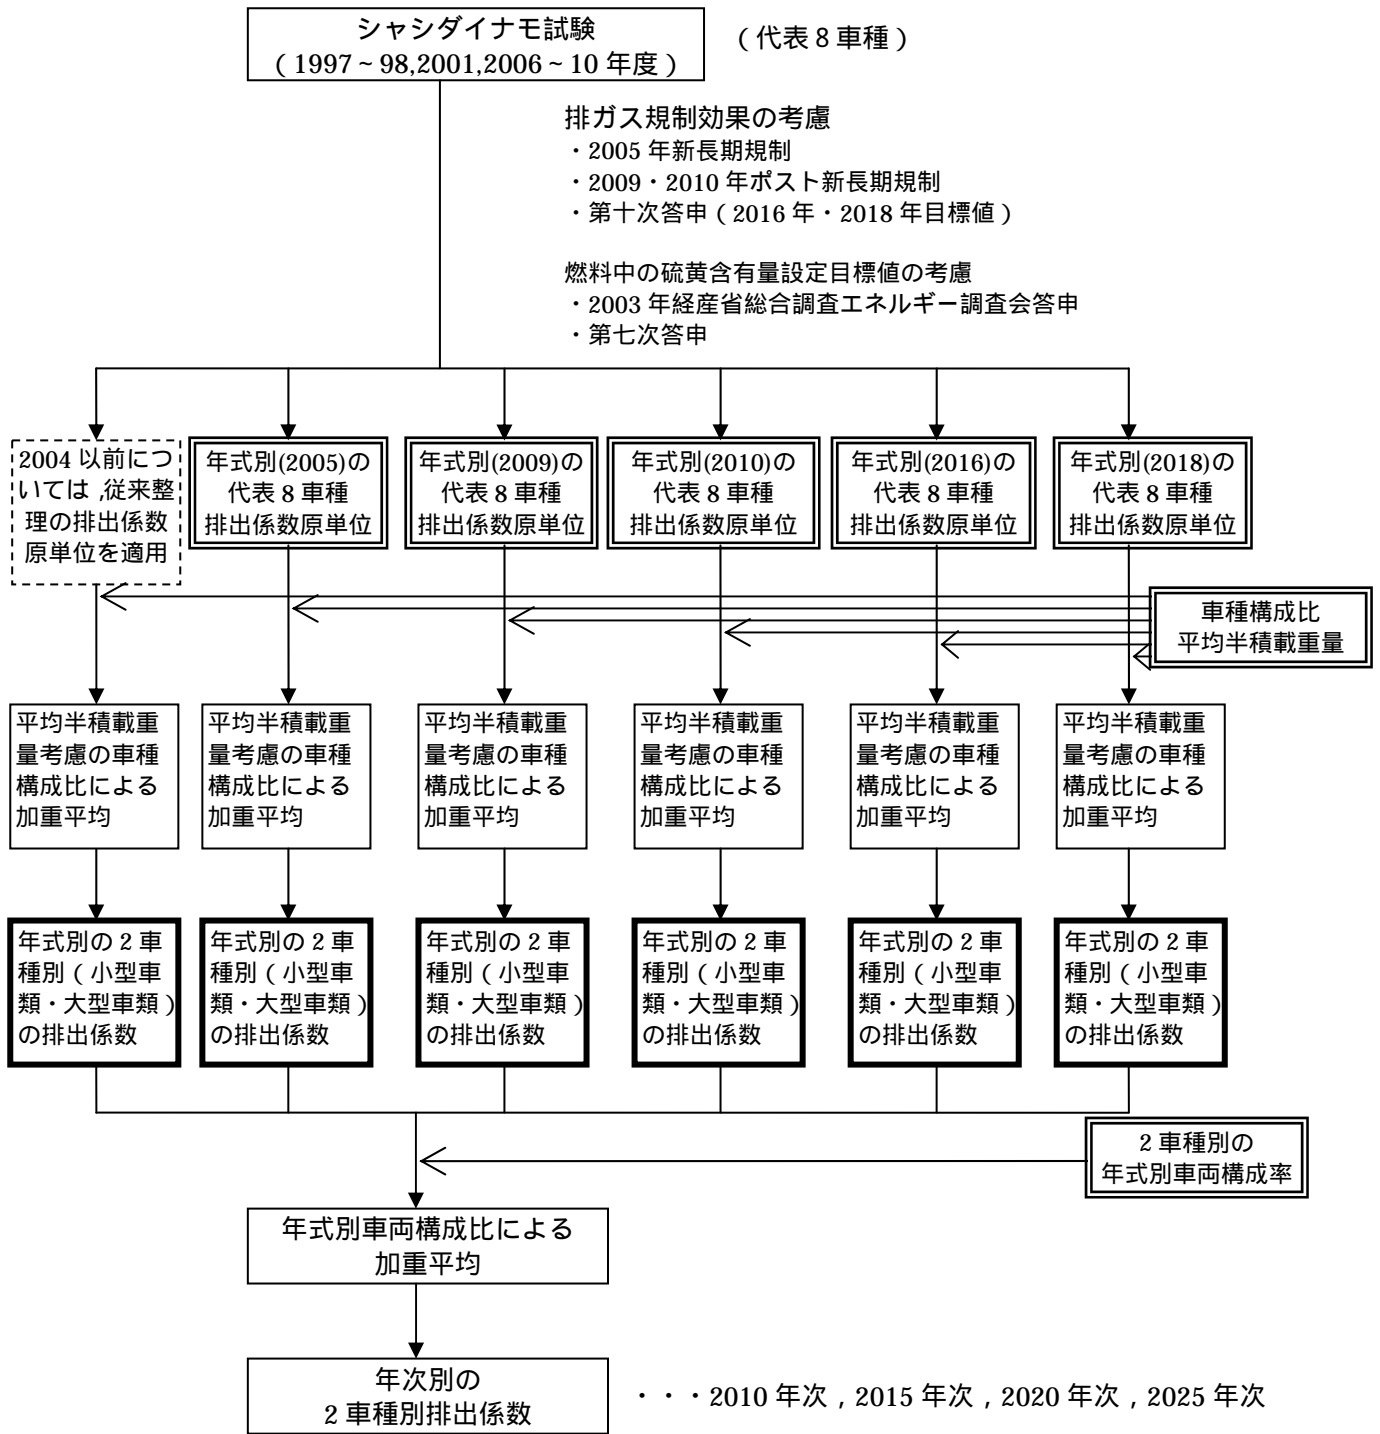 シャシダイナモ試験
（1997～98,2001,2006～10 年度）
（代表 8 車種）
排ガス規制効果の考慮
・2005 年新長期規制
・2009・2010 年ポスト新長期規制
・第十次答申（2016 年・2018 年目標値）
燃料中の硫黄含有量設定目標値の考慮
・2003 年経産省総合調査エネルギー調査会答申
・第七次答申
2004 以前につ
いては ,従来整
理の排出係数
原単位を適用
年式別(2005)の
代表 8 車種
排出係数原単位
年式別(2009)の
代表 8 車種
排出係数原単位
年式別(2010)の
代表 8 車種
排出係数原単位
年式別(2016)の
代表 8 車種
排出係数原単位
年式別(2018)の
代表 8 車種
排出係数原単位
車種構成比
平均半積載重量
平均半積載重
量考慮の車種
構成比による
加重平均
平均半積載重
量考慮の車種
構成比による
加重平均
平均半積載重
量考慮の車種
構成比による
加重平均
平均半積載重
量考慮の車種
構成比による
加重平均
平均半積載重
量考慮の車種
構成比による
加重平均
平均半積載重
量考慮の車種
構成比による
加重平均
年式別の 2 車
種別（小型車
類・大型車類）
の排出係数
年式別の 2 車
種別（小型車
類・大型車類）
の排出係数
年式別の 2 車
種別（小型車
類・大型車類）
の排出係数
年式別の 2 車
種別（小型車
類・大型車類）
の排出係数
年式別の 2 車
種別（小型車
類・大型車類）
の排出係数
年式別の 2 車
種別（小型車
類・大型車類）
の排出係数
2 車種別の
年式別車両構成率
年式別車両構成比による
加重平均
年次別の
2 車種別排出係数
・・・2010 年次 , 2015 年次 , 2020 年次 , 2025 年次